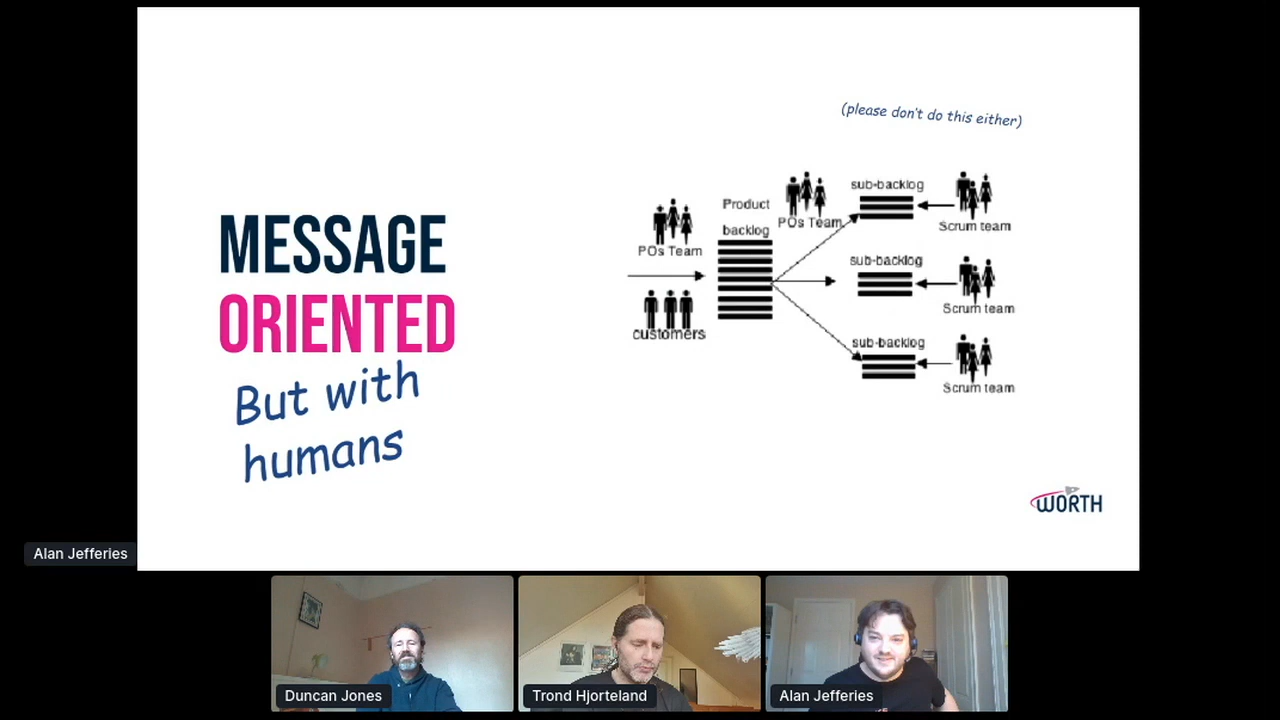 (please don't do this either)
MESSAGE
ORIENTED
But with
humans
POs Team
customers
Product
backlog
POs Team
sub-backlog
Scrum team
sub-backlog
Scrum team
sub-backlog
Scrum team
WORTH
Alan Jefferies
Duncan Jones
Trond Hjorteland
Alan Jefferies